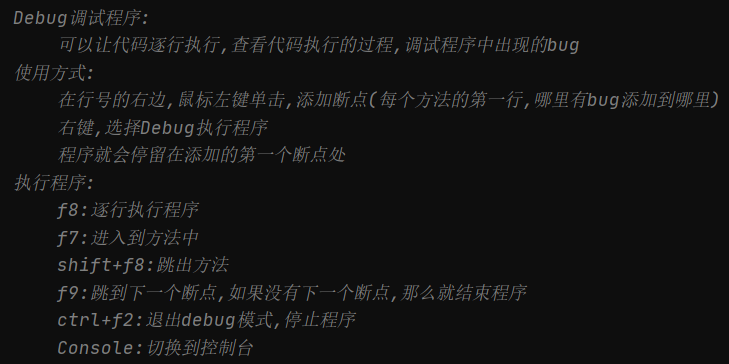 Debug调试程序:
可以让代码逐行执行,查看代码执行的过程,调试程序中出现的bug
使用方式:
在行号的右边,鼠标左键单击,添加断点(每个方法的第一行,哪里有bug添加到哪里)
右键,选择Debug执行程序
程序就会停留在添加的第一个断点处
执行程序:
f8:逐行执行程序
f7:进入到方法中
shift+f8:跳出方法
f9:跳到下一个断点,如果没有下一个断点,那么就结束程序
ctrl+f2:退出debug模式,停止程序
Console:切换到控制台